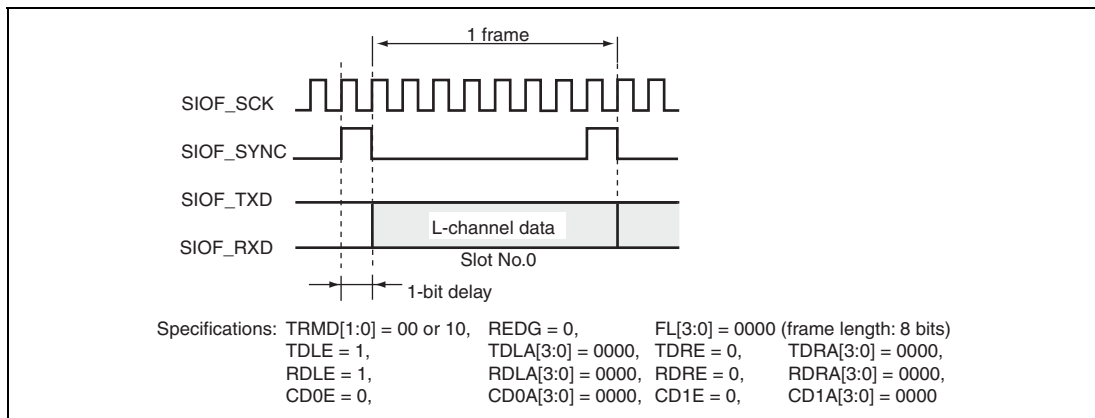 1 frame
SIOF_SCK
SIOF_SYNC
SIOF_TXD
L-channel data
SIOF_RXD
Slot No.0
1-bit delay
Specifications: TRMD[1:0] = 00 or 10, REDG = 0, FL[3:0] = 0000 (frame length: 8 bits)
TDLE = 1, TDLA[3:0] = 0000, TDRE = 0, TDRA[3:0] = 0000,
RDLE = 1, RDLA[3:0] = 0000, RDRE = 0, RDRA[3:0] = 0000,
CD0E = 0, CD0A[3:0] = 0000, CD1E = 0, CD1A[3:0] = 0000